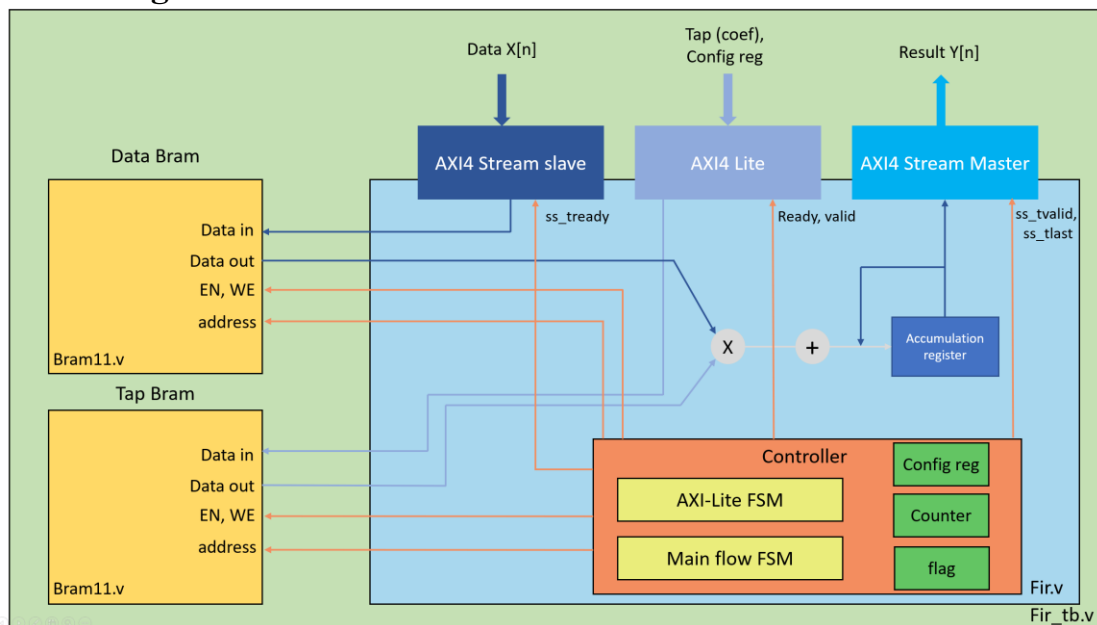 Data X[n]
Tap (coef),
Config reg
Result Y[n]
AXI4 Stream slave
AXI4 Lite
AXI4 Stream Master
Data Bram
Data in
Data out
EN, WE
address
Bram11.v
ss_tready
Ready, valid
ss_tvalid,
ss_tlast
X
+
Accumulation
register
Tap Bram
Data in
Data out
EN, WE
address
Bram11.v
Controller
AXI-Lite FSM
Main flow FSM
Config reg
Counter
flag
Fir.v
Fir_tb.v